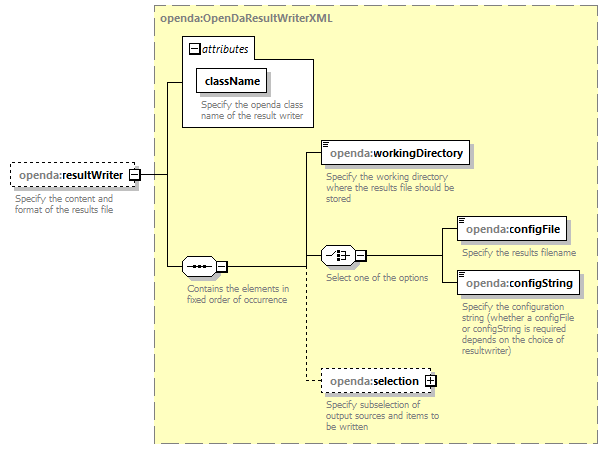 openda:OpenDaResultWriterXML
attributes
className
Specify the openda class
name of the result writer
openda:resultWriter
Specify the content and
format of the results file
openda:workingDirectory
Specify the working directory
where the results file should be
stored
Contains the elements in
fixed order of occurrence
Select one of the options
openda:configFile
Specify the results filename
openda:configString
Specify the configuration
string (whether a configFile
or configString is required
depends on the choice of
resultwriter)
openda:selection
Specify subselection of
output sources and items to
be written